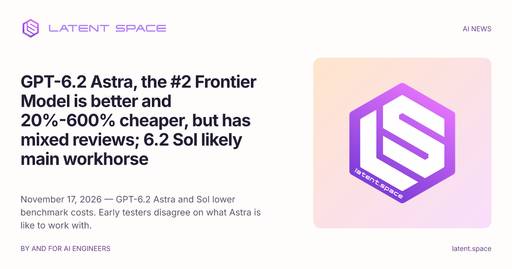 LATENT SPACE
AI NEWS
GPT-6.2 Astra, the #2 Frontier
Model is better and
20%-600% cheaper, but has
mixed reviews; 6.2 Sol likely
main workhorse
November 17, 2026 — GPT-6.2 Astra and Sol lower
benchmark costs. Early testers disagree on what Astra is
like to work with.
latent.space
BY AND FOR AI ENGINEERS
latent.space